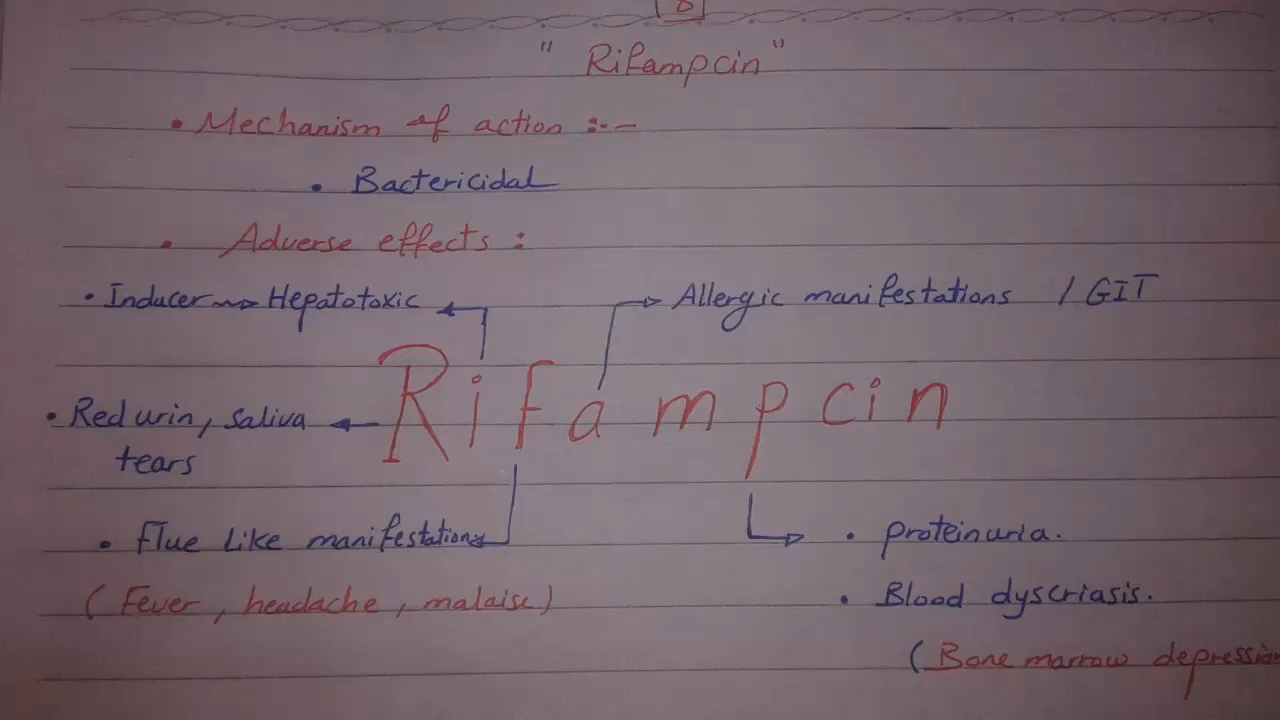 8
" Rifampcin "
• Mechanism of action :-
• Bactericidal
• Adverse effects :
• Inducer → Hepatotoxic
Allergic manifestations / GIT
Rifampcin
• Red urin, saliva
tears
• Flue Like manifestations
• proteinuria.
(Fever, headache, malaise)
• Blood dyscriasis.
(Bone marrow depression